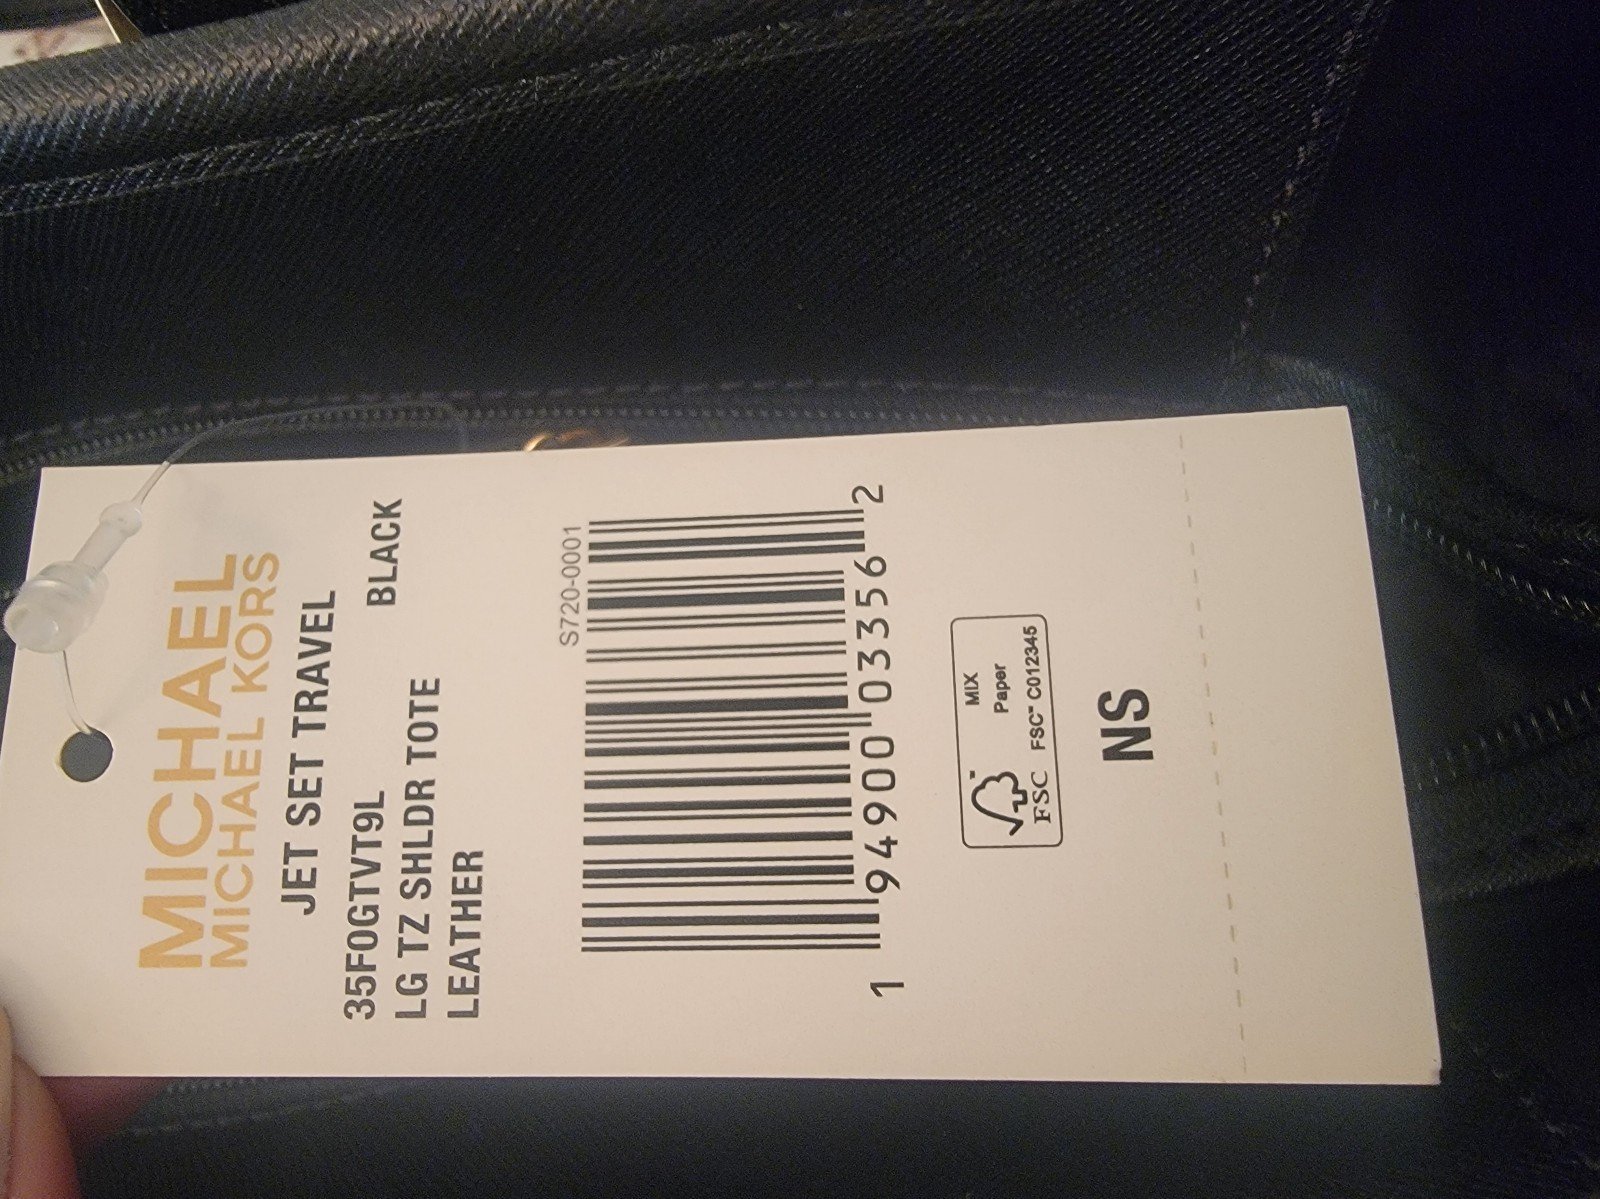 MICHAEL
MICHAEL KORS
JET SET TRAVEL
35F0GTVT9L BLACK
LG TZ SHLDR TOTE
LEATHER
S720-0001
1 94900 03356 2
FSC
MIX
Paper
FSC™ C012345
NS